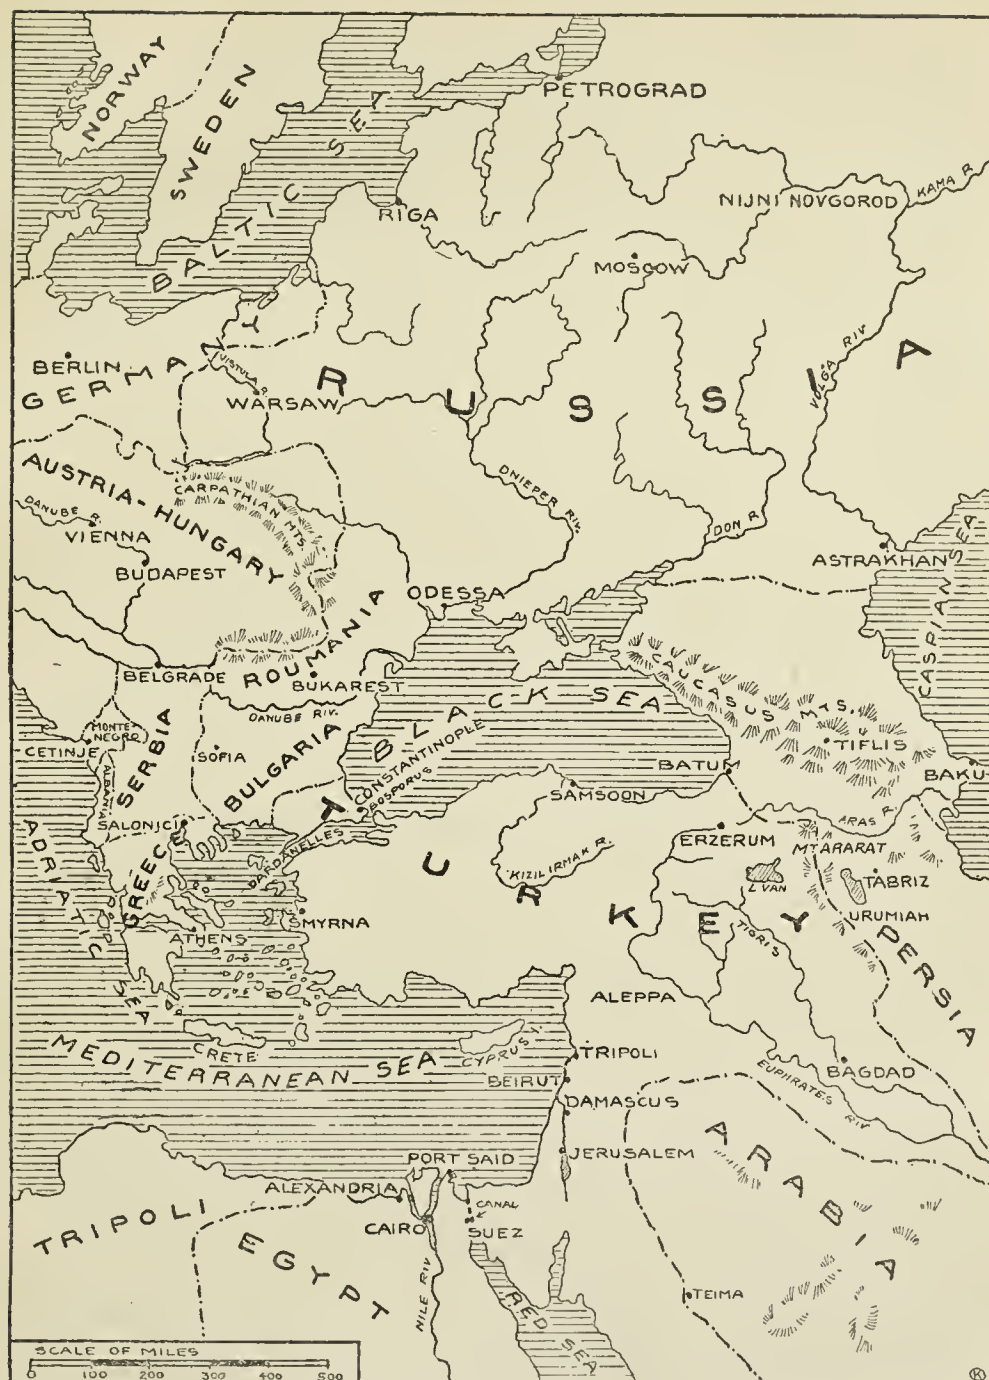 NORWAY
SWEDEN
BALTIC SEA
PETROGRAD
NIJNI NOVGOROD
KAMA R.
RIGA
MOSCOW
BERLIN
GERMANY
VISTULA R.
WARSAW
RUSSIA
VOLGA RIV
AUSTRIA-HUNGARY
CARPATHIAN MTS.
DNIEPER RIV.
DON R
DANUBE R.
VIENNA
BUDAPEST
ASTRAKHAN
CASPIAN SEA
ODESSA
ROUMANIA
BELGRADE
BUKAREST
DANUBE RIV.
BLACK SEA
CAUCASUS MTS.
TIFLIS
BATUM
BAKU
MONTE-
NEGRO
CETINJE
ALBANIA
SERBIA
SOFIA
BULGARIA
CONSTANTINOPLE
BOSPORUS
SAMSOON
SALONICI
DARDANELLES
TURKEY
KIZIL IRMAK R.
ERZERUM
ARAS R.
MT ARARAT
L VAN
TABRIZ
URUMIAH
PERSIA
ADRIATIC SEA
GREECE
ATHENS
SMYRNA
TIGRIS
ALEPPA
CRETE
CYPRUS I
MEDITERRANEAN SEA
TRIPOLI
BEIRUT
DAMASCUS
BAGDAD
EUPHRATES RIV
JERUSALEM
ARABIA
PORT SAID
ALEXANDRIA
CANAL
CAIRO
SUEZ
TRIPOLI
EGYPT
NILE RIV
RED SEA
TEIMA
SCALE OF MILES
0 100 200 300 400 500
R